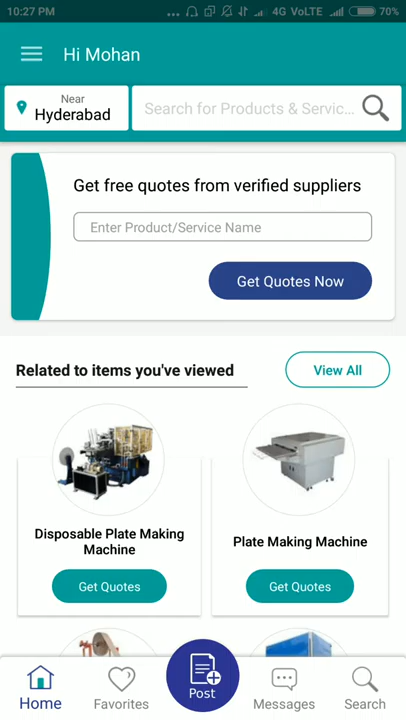 10:27 PM ... 4G VoLTE 70%
Hi Mohan
Near
Hyderabad
Search for Products & Servic...
Get free quotes from verified suppliers
Enter Product/Service Name
Get Quotes Now
Related to items you've viewed
View All
Disposable Plate Making
Machine
Plate Making Machine
Get Quotes
Get Quotes
Home
Favorites
Post
Messages
Search